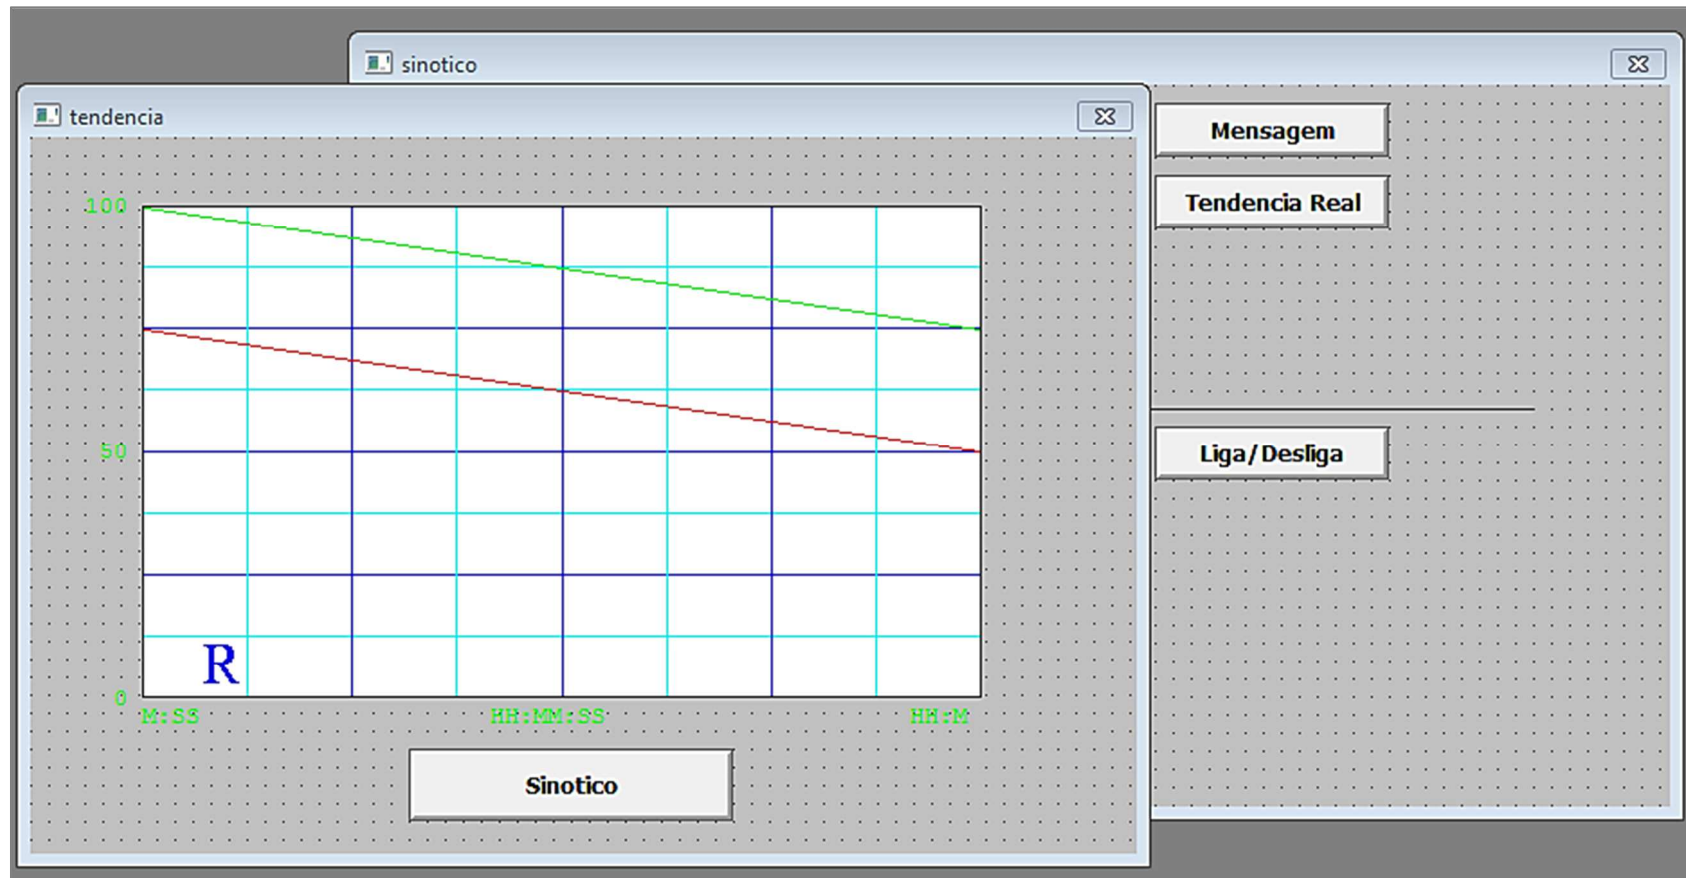 sinotico
tendencia
Mensagem
Tendencia Real
100
50
Liga/Desliga
R
0
M:SS HH:MM:SS HH:M
Sinotico